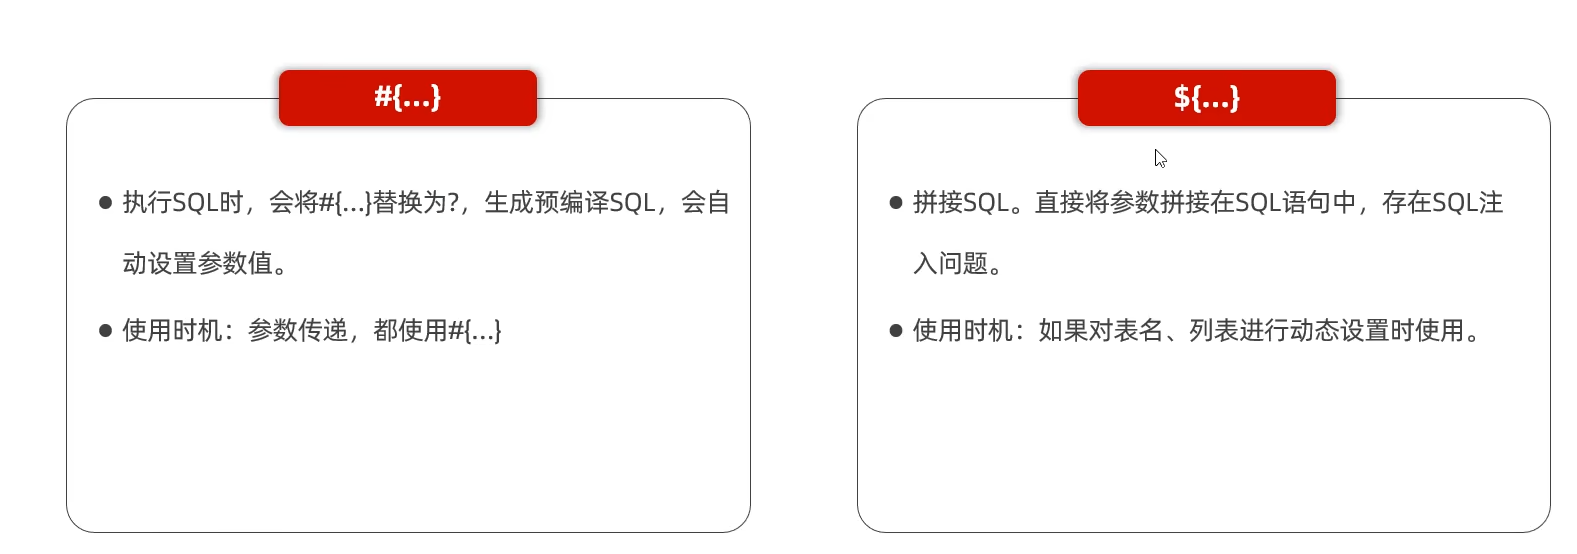 #{…}
● 执行SQL时，会将#{…}替换为?，生成预编译SQL，会自
动设置参数值。
● 使用时机：参数传递，都使用#{…}
${…}
● 拼接SQL。直接将参数拼接在SQL语句中，存在SQL注
入问题。
● 使用时机：如果对表名、列表进行动态设置时使用。